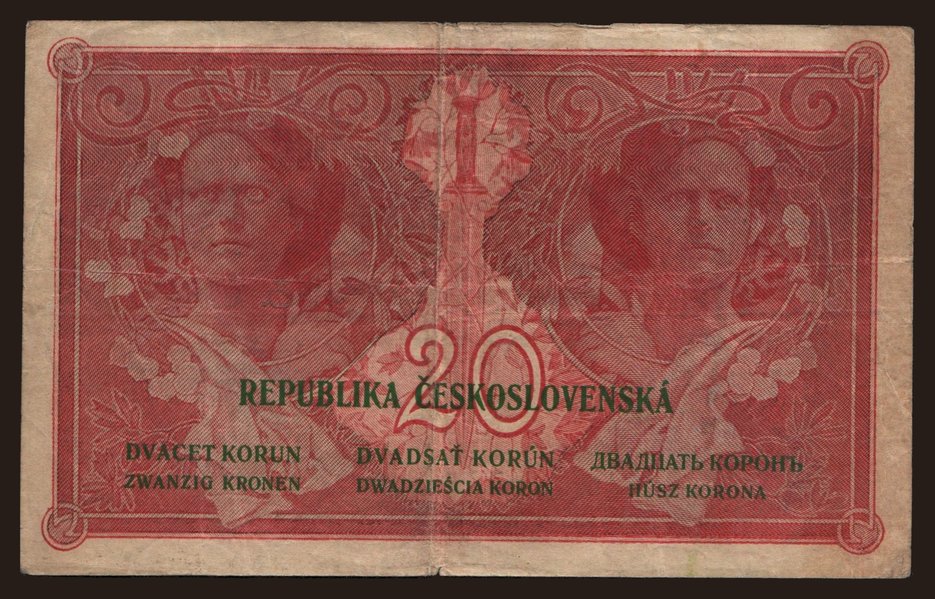 20
REPUBLIKA ČESKOSLOVENSKÁ
DVACET KORUN
ZWANZIG KRONEN
DVADSAŤ KORÚN
DWADZIEŚCIA KORON
ДВАДЦАТЬ КОРОНЪ
HÚSZ KORONA